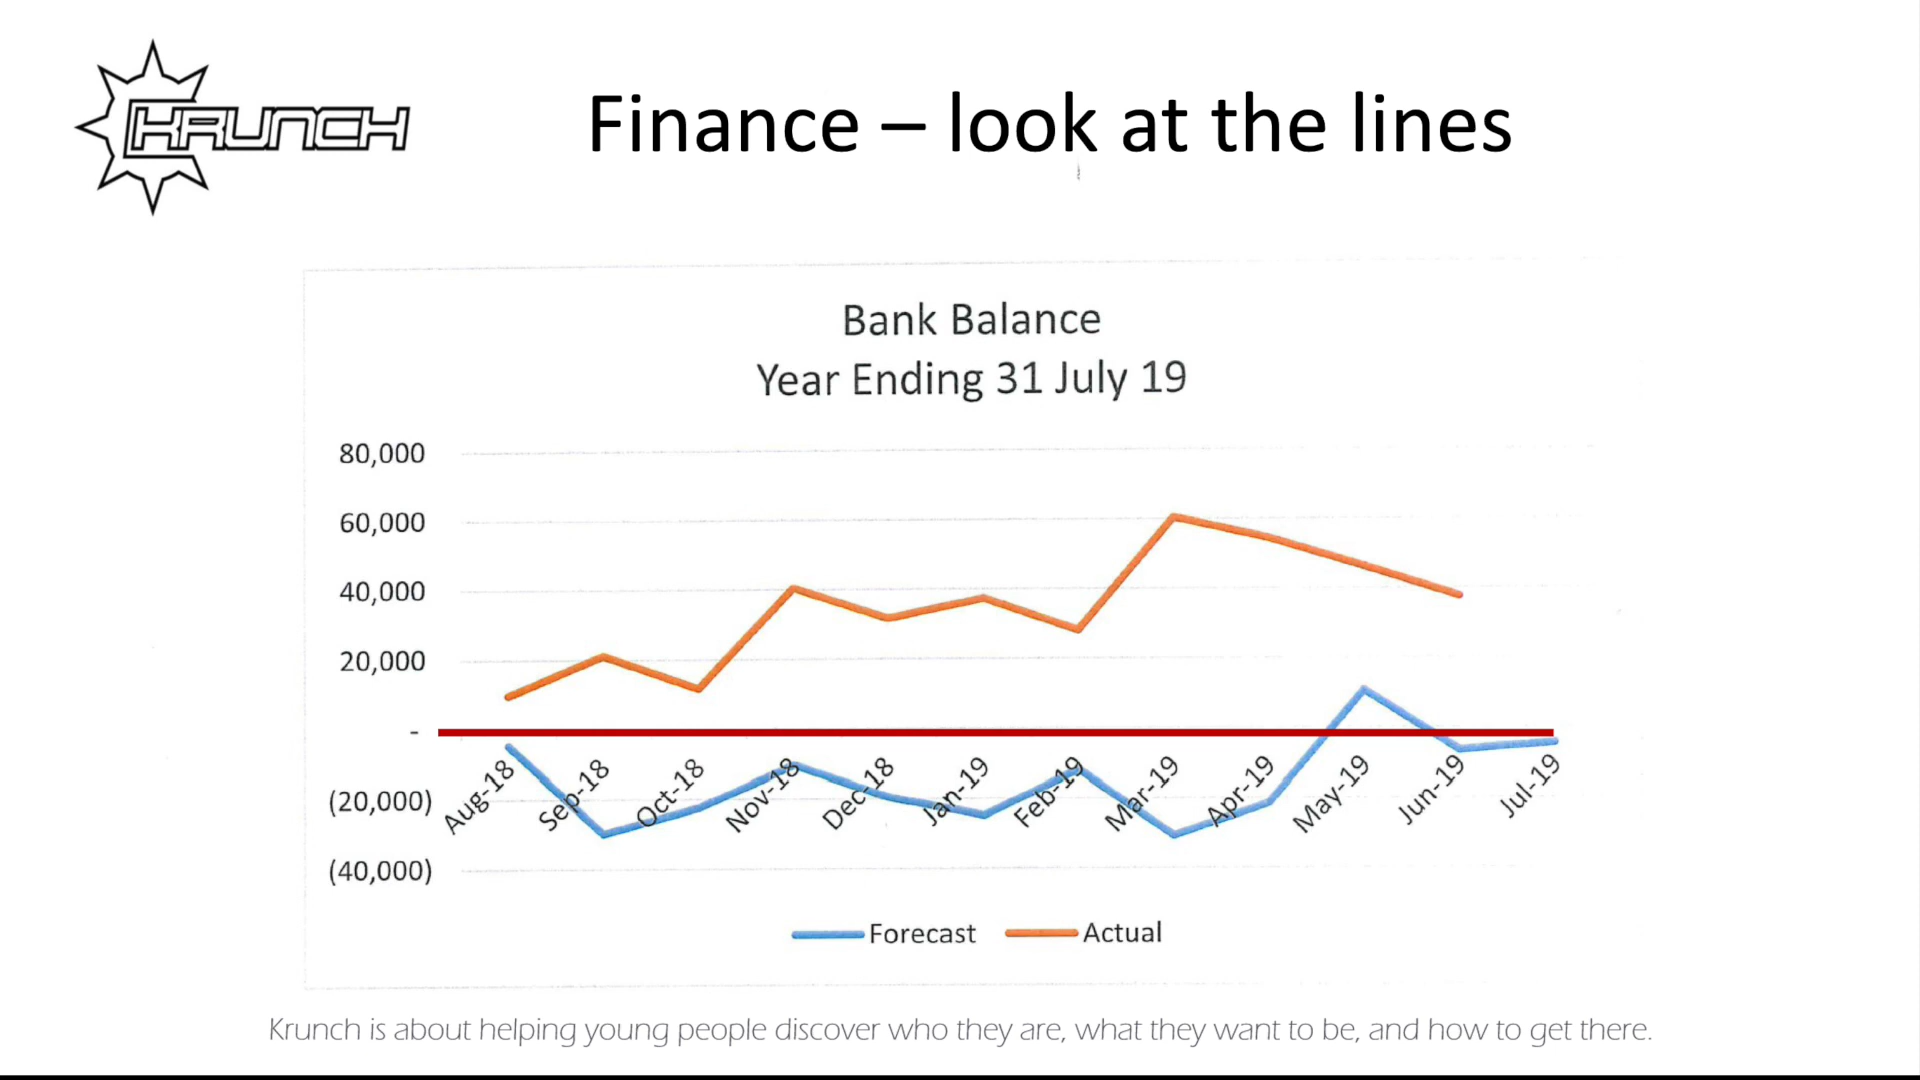 KRUNCH
Finance – look at the lines
Bank Balance
Year Ending 31 July 19
80,000
60,000
40,000
20,000
-
(20,000)
(40,000)
Aug-18 Sep-18 Oct-18 Nov-18 Dec-18 Jan-19 Feb-19 Mar-19 Apr-19 May-19 Jun-19 Jul-19
Forecast Actual
Krunch is about helping young people discover who they are, what they want to be, and how to get there.